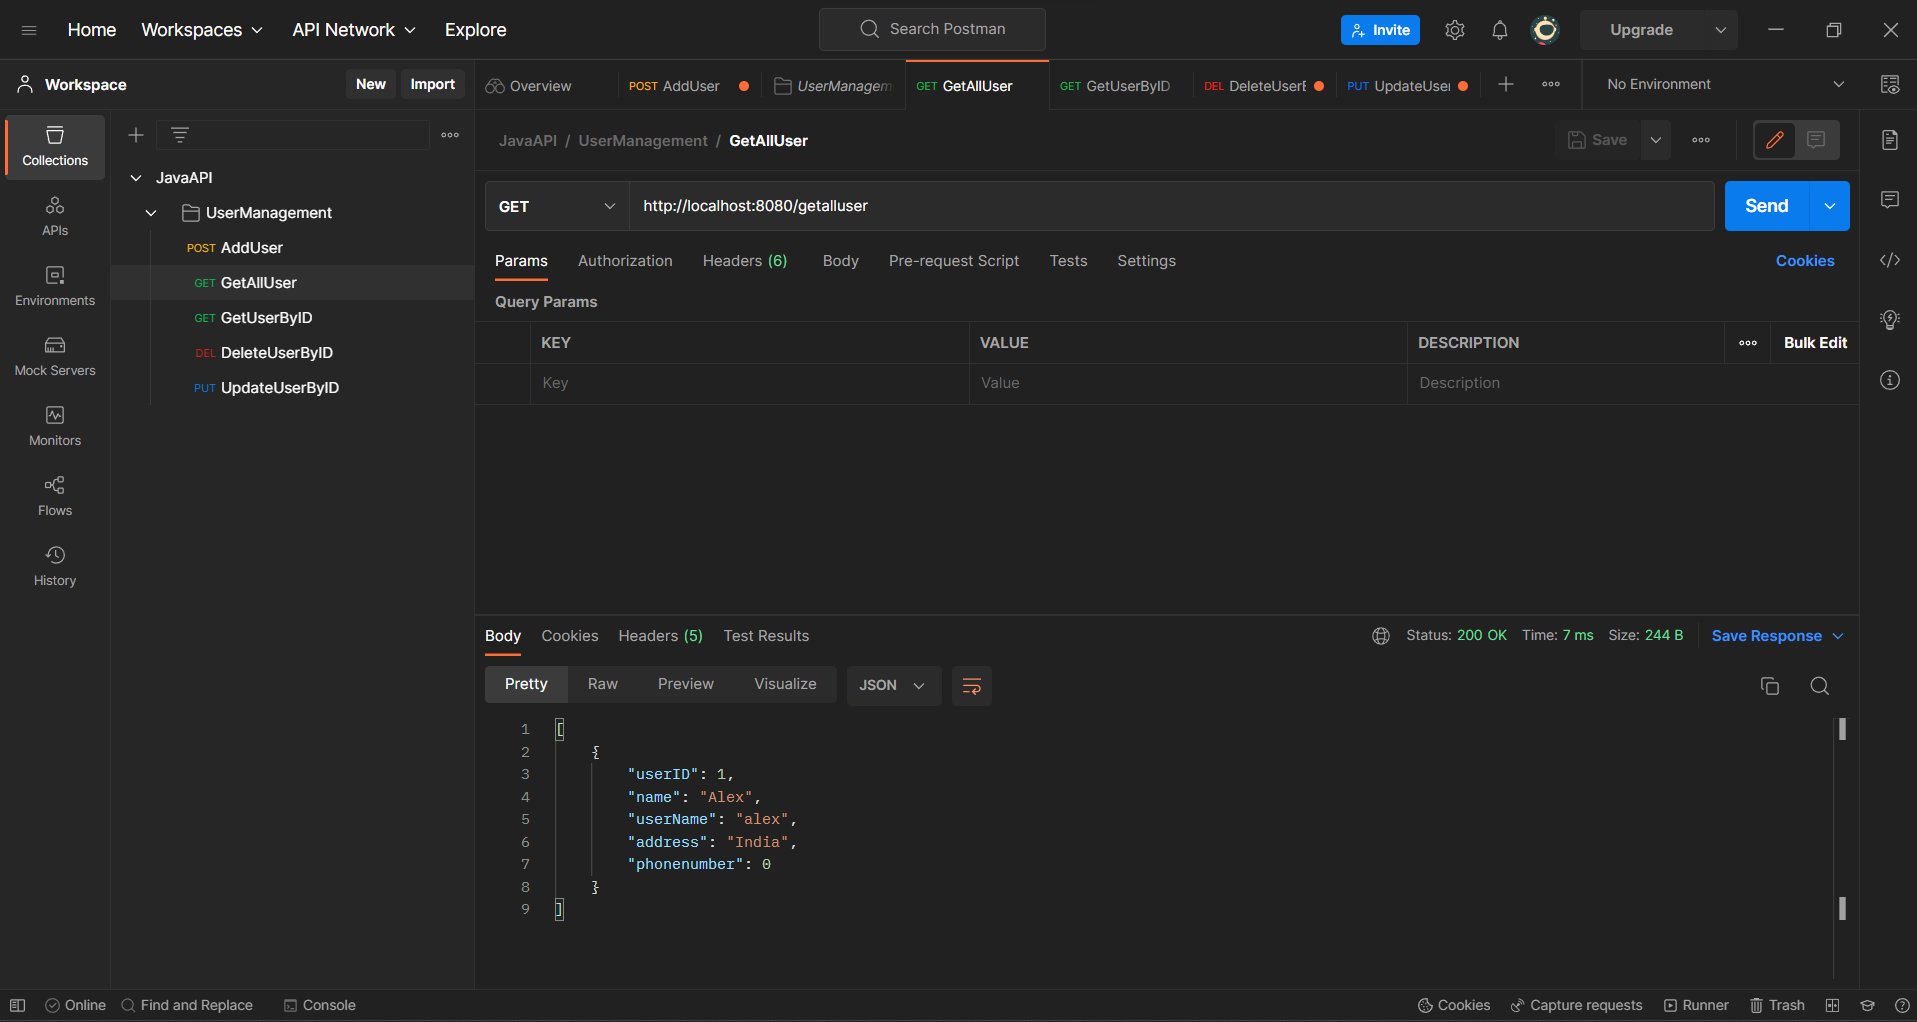 Home Workspaces API Network Explore Search Postman Invite Upgrade
Workspace New Import Overview POST AddUser UserManagem GET GetAllUser GET GetUserByID DEL DeleteUserB PUT UpdateUser No Environment
Collections
APIs
Environments
Mock Servers
Monitors
Flows
History
JavaAPI
UserManagement
POST AddUser
GET GetAllUser
GET GetUserByID
DEL DeleteUserByID
PUT UpdateUserByID
JavaAPI / UserManagement / GetAllUser Save
GET http://localhost:8080/getalluser Send
Params Authorization Headers (6) Body Pre-request Script Tests Settings Cookies
Query Params
KEY VALUE DESCRIPTION Bulk Edit
Key Value Description
Body Cookies Headers (5) Test Results Status: 200 OK Time: 7 ms Size: 244 B Save Response
Pretty Raw Preview Visualize JSON
1 [
2 {
3 "userID": 1,
4 "name": "Alex",
5 "userName": "alex",
6 "address": "India",
7 "phonenumber": 0
8 }
9 ]
Online Find and Replace Console Cookies Capture requests Runner Trash